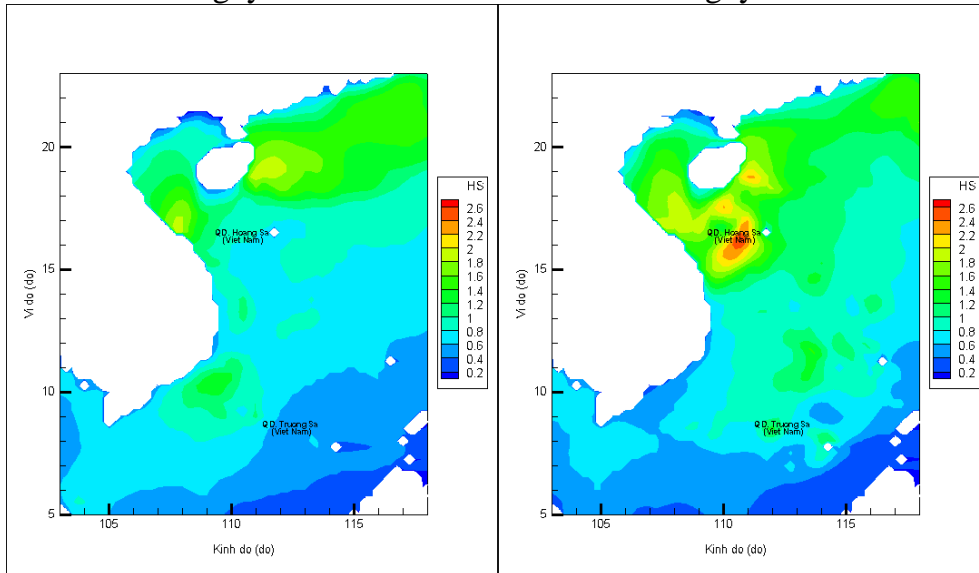 HS
2.6
2.4
2.2
2
1.8
1.6
1.4
1.2
1
0.8
0.6
0.4
0.2
Vi do (do)
20
15
10
5
QD. Hoang Sa
(Viet Nam)
QD. Truong Sa
(Viet Nam)
105
110
115
Kinh do (do)
HS
2.6
2.4
2.2
2
1.8
1.6
1.4
1.2
1
0.8
0.6
0.4
0.2
Vi do (do)
20
15
10
5
QD. Hoang Sa
(Viet Nam)
QD. Truong Sa
(Viet Nam)
105
110
115
Kinh do (do)